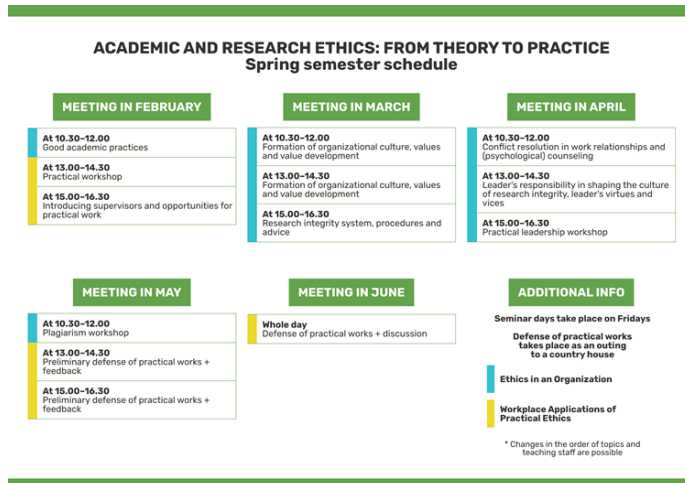 ACADEMIC AND RESEARCH ETHICS: FROM THEORY TO PRACTICE
Spring semester schedule
MEETING IN FEBRUARY
At 10.30–12.00
Good academic practices
At 13.00–14.30
Practical workshop
At 15.00–16.30
Introducing supervisors and opportunities for
practical work
MEETING IN MARCH
At 10.30–12.00
Formation of organizational culture, values
and value development
At 13.00–14.30
Formation of organizational culture, values
and value development
At 15.00–16.30
Research integrity system, procedures and
advice
MEETING IN APRIL
At 10.30–12.00
Conflict resolution in work relationships and
(psychological) counseling
At 13.00–14.30
Leader's responsibility in shaping the culture
of research integrity, leader's virtues and
vices
At 15.00–16.30
Practical leadership workshop
MEETING IN MAY
At 10.30–12.00
Plagiarism workshop
At 13.00–14.30
Preliminary defense of practical works +
feedback
At 15.00–16.30
Preliminary defense of practical works +
feedback
MEETING IN JUNE
Whole day
Defense of practical works + discussion
ADDITIONAL INFO
Seminar days take place on Fridays
Defense of practical works
takes place as an outing
to a country house
Ethics in an Organization
Workplace Applications of
Practical Ethics
* Changes in the order of topics and
teaching staff are possible